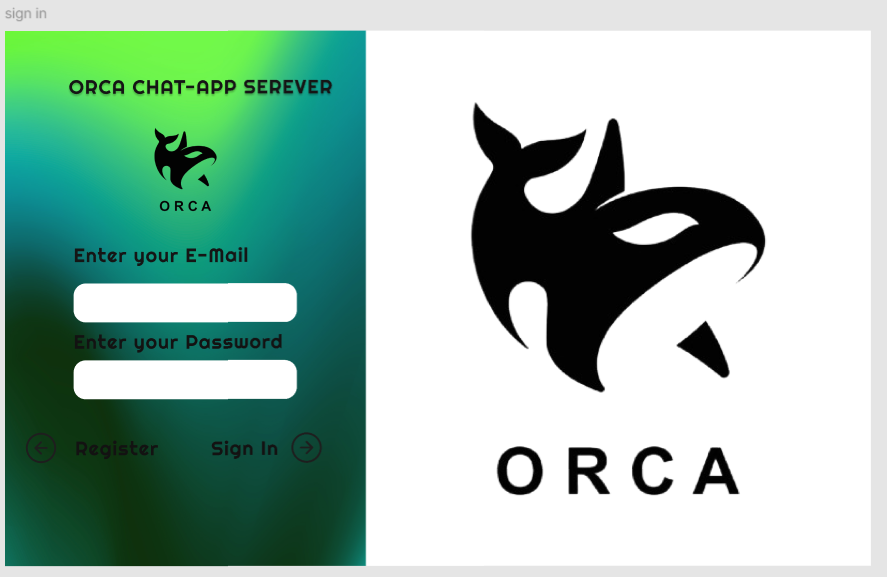 sign in
ORCA CHAT-APP SEREVER
ORCA
Enter your E-Mail
Enter your Password
Register Sign In
ORCA